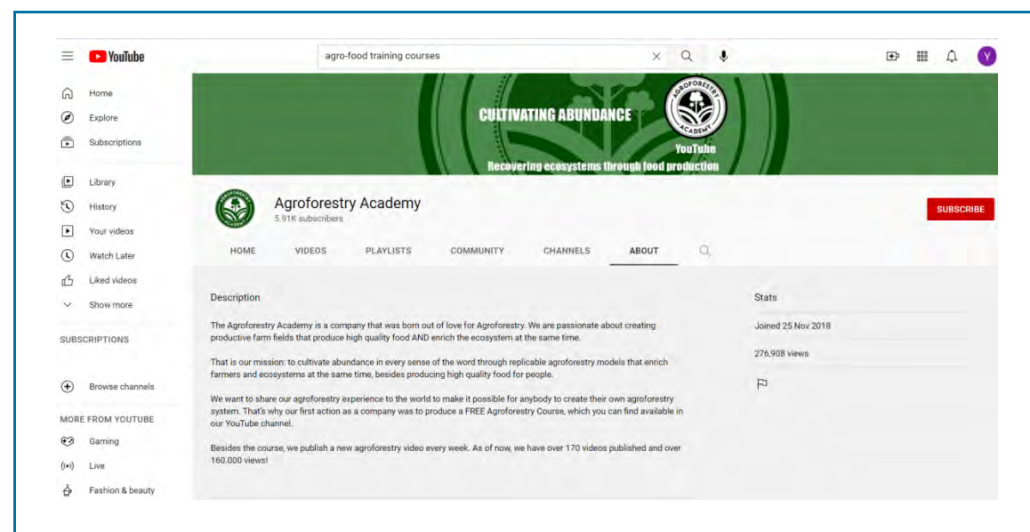 YouTube
agro-food training courses
Y
Home
Explore
Subscriptions
Library
History
Your videos
Watch Later
Liked videos
Show more
SUBSCRIPTIONS
Browse channels
MORE FROM YOUTUBE
Gaming
Live
Fashion & beauty
CULTIVATING ABUNDANCE
AGROFORESTRY
ACADEMY
YouTube
Recovering ecosystems through food production
Agroforestry Academy
5.91K subscribers
SUBSCRIBE
HOME VIDEOS PLAYLISTS COMMUNITY CHANNELS ABOUT
Description
The Agroforestry Academy is a company that was born out of love for Agroforestry. We are passionate about creating
productive farm fields that produce high quality food AND enrich the ecosystem at the same time.
That is our mission: to cultivate abundance in every sense of the word through replicable agroforestry models that enrich
farmers and ecosystems at the same time, besides producing high quality food for people.
We want to share our agroforestry experience to the world to make it possible for anybody to create their own agroforestry
system. That's why our first action as a company was to produce a FREE Agroforestry Course, which you can find available in
our YouTube channel.
Besides the course, we publish a new agroforestry video every week. As of now, we have over 170 videos published and over
160.000 views!
Stats
Joined 25 Nov 2018
276,908 views